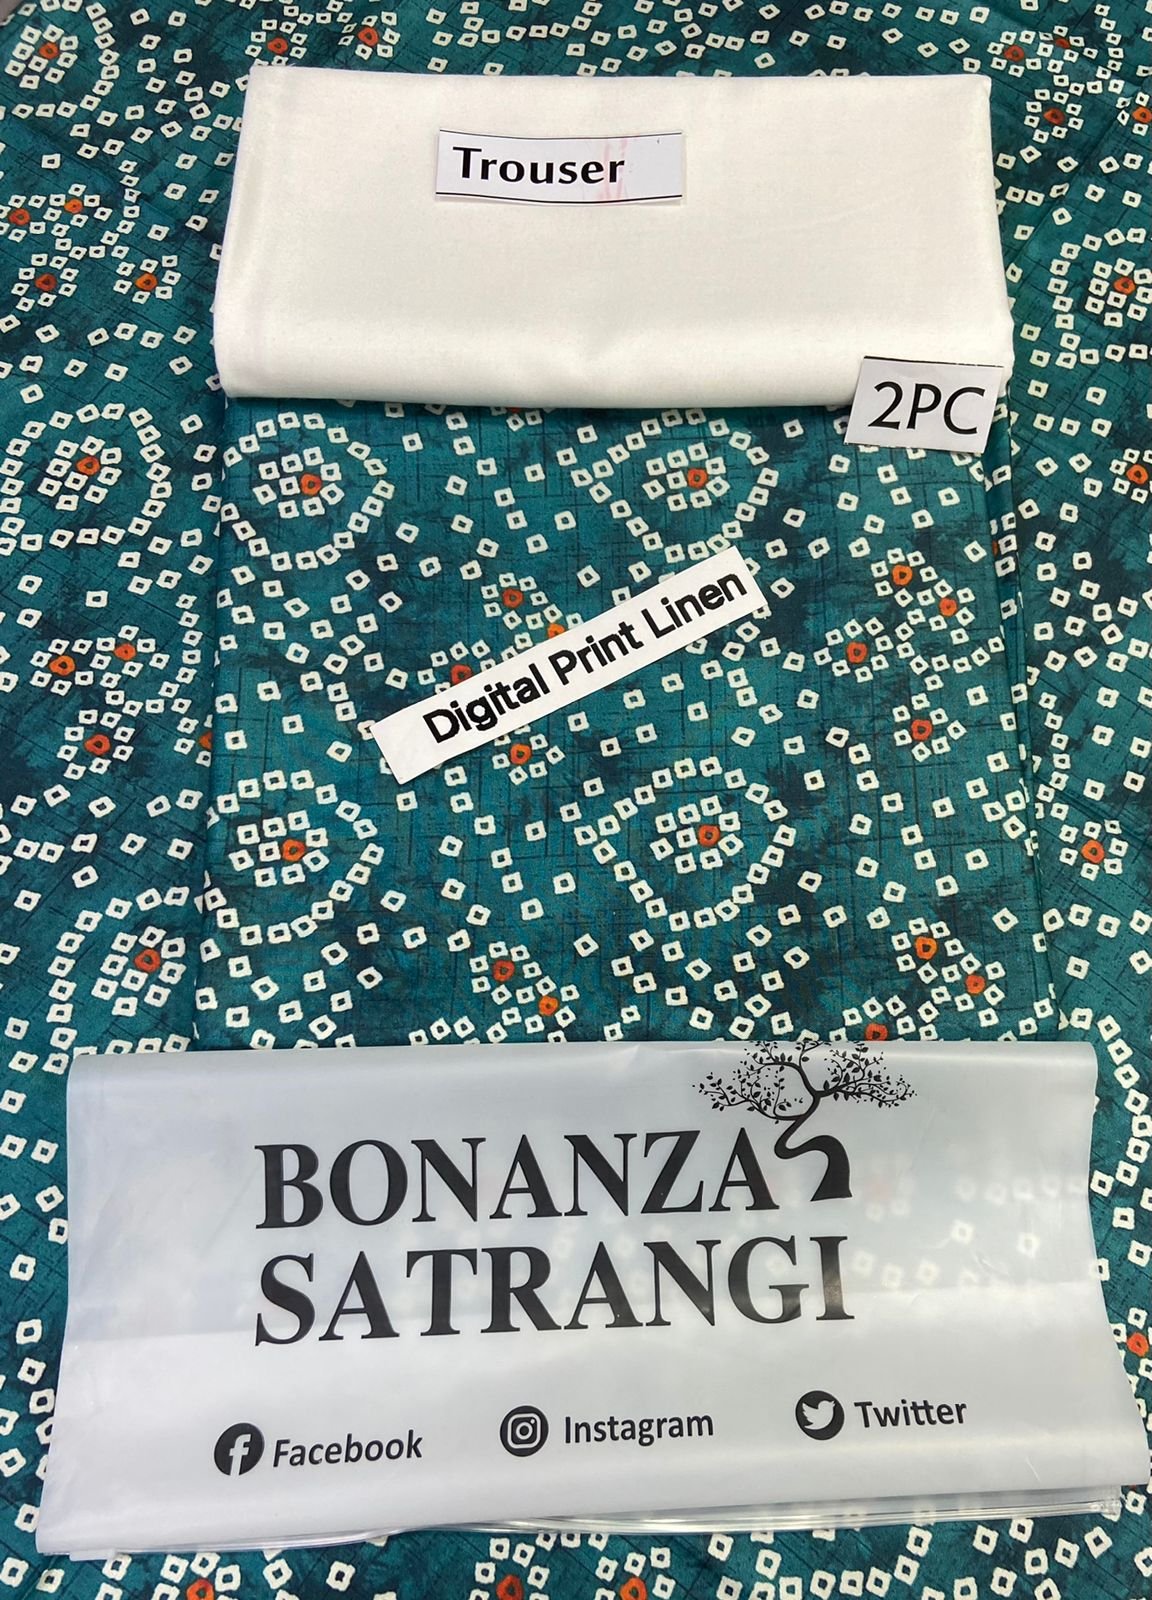 Trouser
2PC
Digital Print Linen
BONANZA
SATRANGI
Facebook
Instagram
Twitter